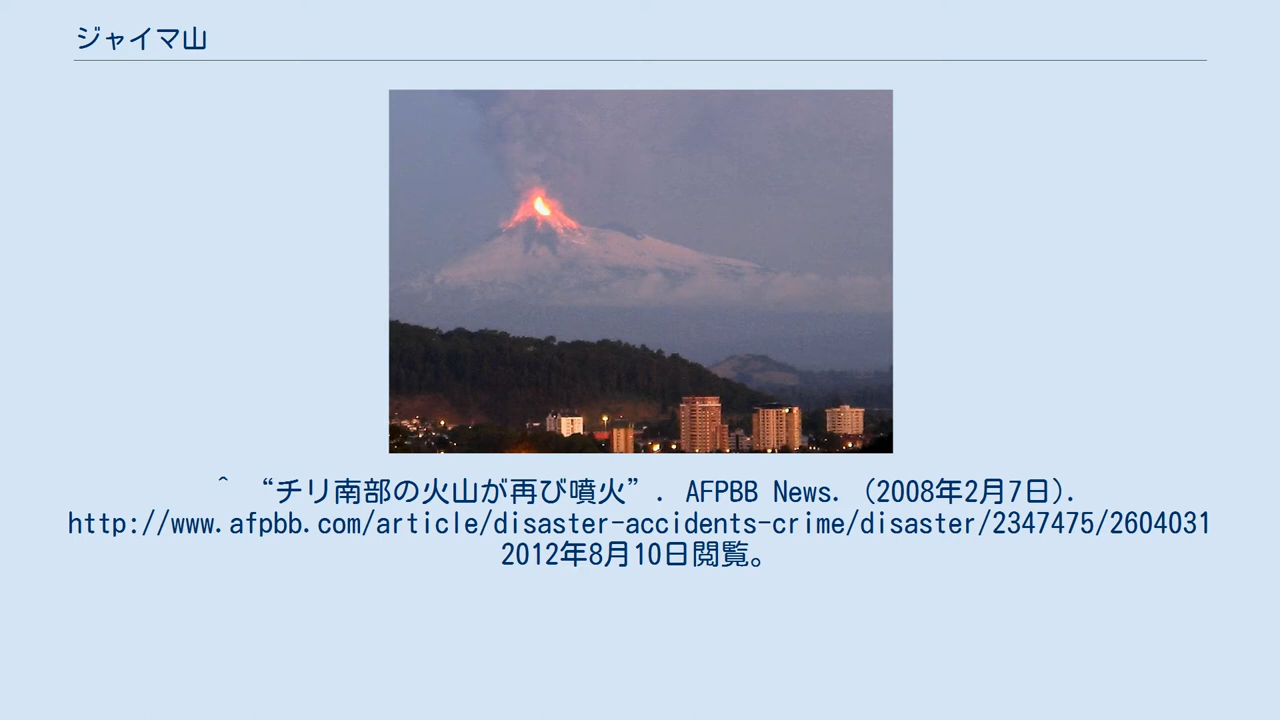 ジャイマ山
^ “チリ南部の火山が再び噴火”. AFPBB News. (2008年2月7日).
http://www.afpbb.com/article/disaster-accidents-crime/disaster/2347475/2604031
2012年8月10日閲覧。